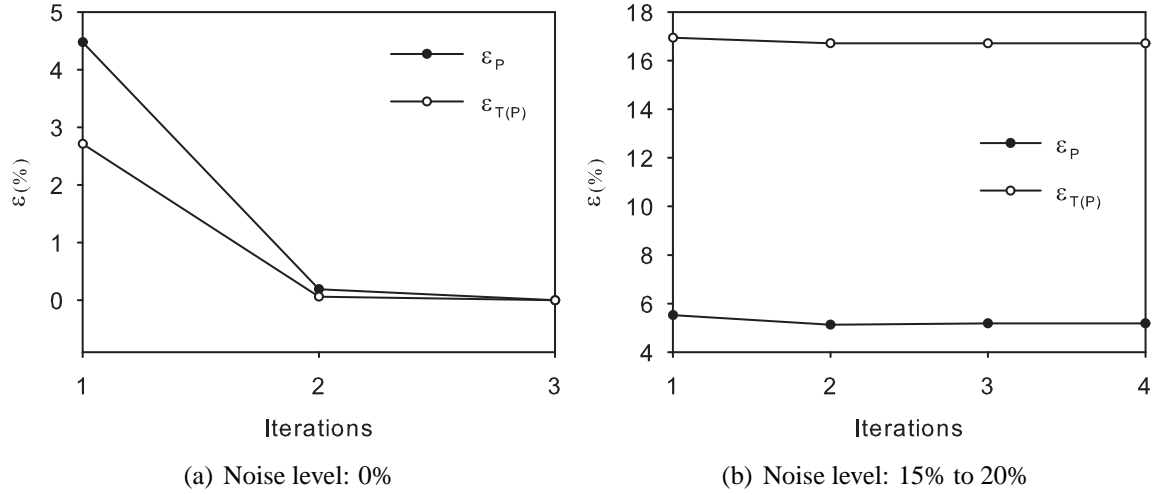 5
4
3
2
1
0
ε(%)
ε_P
ε_T(P)
1 2 3
Iterations
(a) Noise level: 0%
18
16
14
12
10
8
6
4
ε(%)
ε_P
ε_T(P)
1 2 3 4
Iterations
(b) Noise level: 15% to 20%